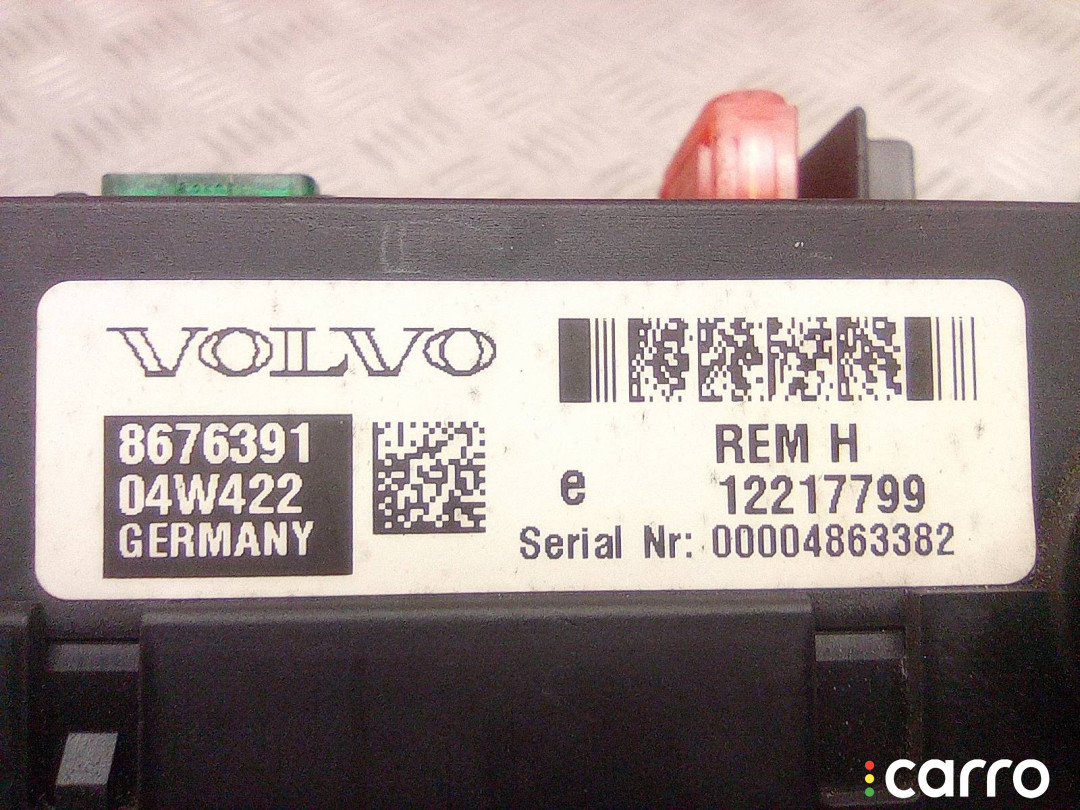 VOLVO
8676391
04W422
GERMANY
REM H
e 12217799
Serial Nr: 00004863382
carro